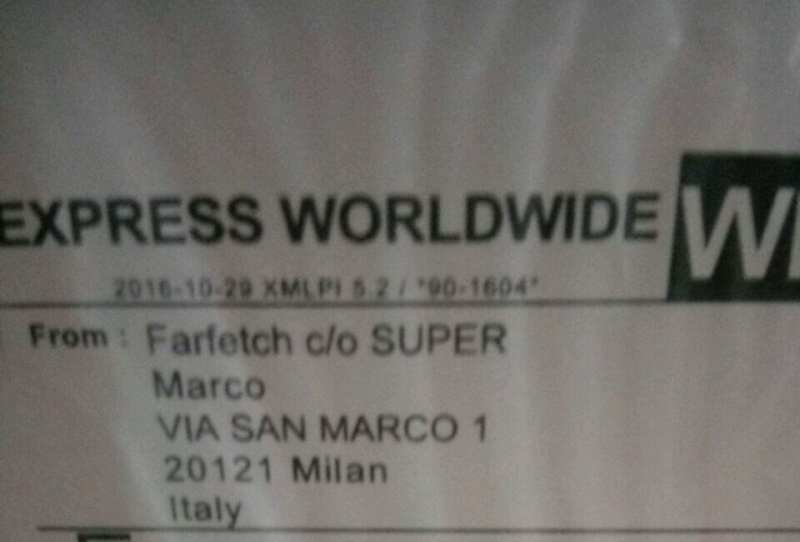 EXPRESS WORLDWIDE
2016-10-29 XMLPI 5.2 / *90-1604*
From : Farfetch c/o SUPER
Marco
VIA SAN MARCO 1
20121 Milan
Italy